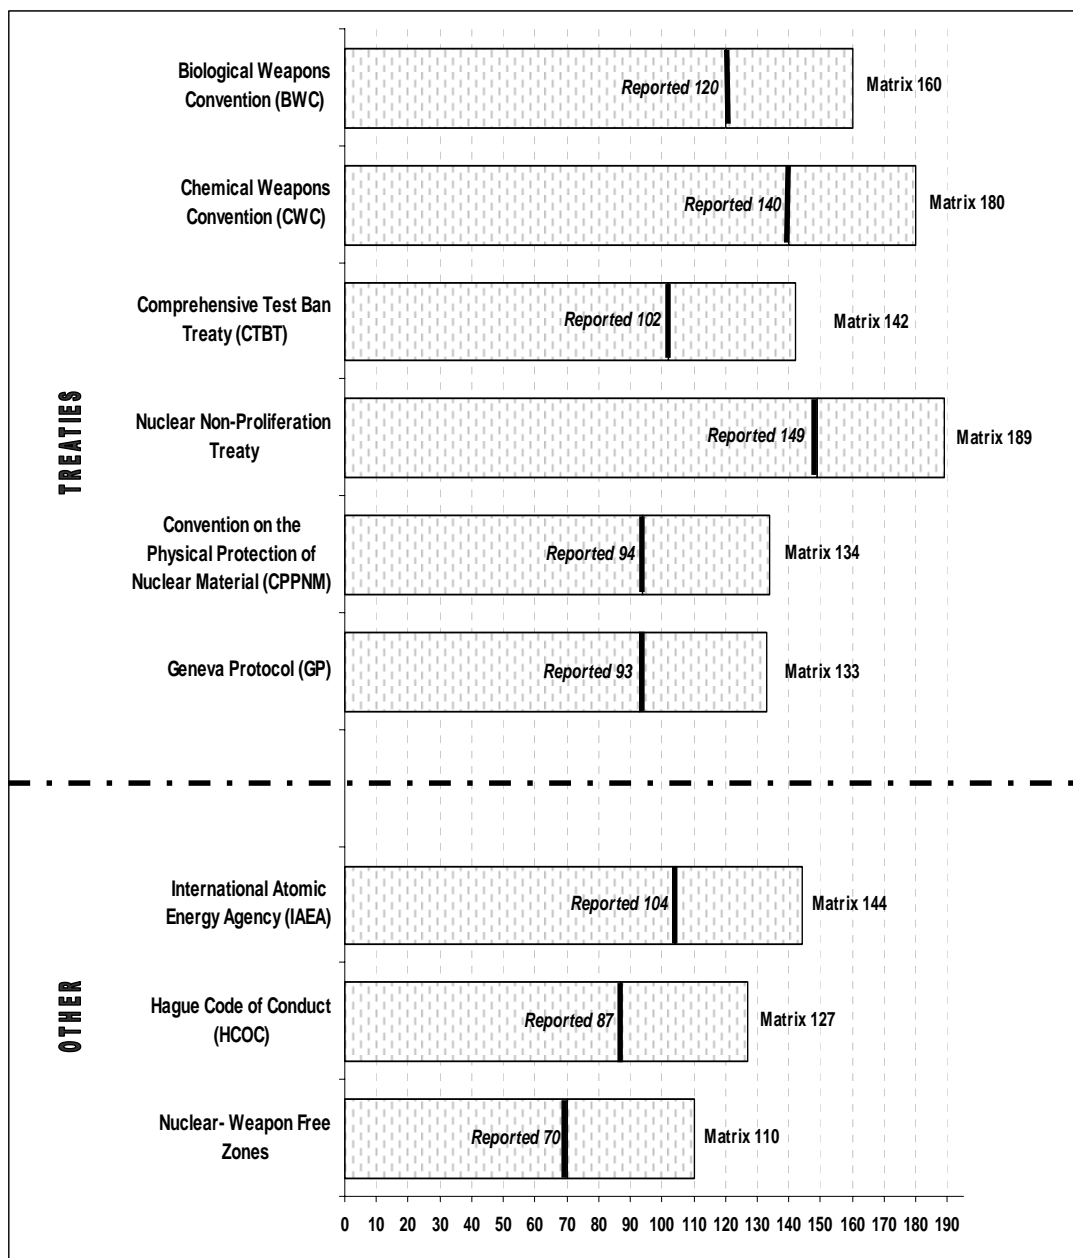 TREATIES
Biological Weapons
Convention (BWC)
Reported 120
Matrix 160
Chemical Weapons
Convention (CWC)
Reported 140
Matrix 180
Comprehensive Test Ban
Treaty (CTBT)
Reported 102
Matrix 142
Nuclear Non-Proliferation
Treaty
Reported 149
Matrix 189
Convention on the
Physical Protection of
Nuclear Material (CPPNM)
Reported 94
Matrix 134
Geneva Protocol (GP)
Reported 93
Matrix 133
OTHER
International Atomic
Energy Agency (IAEA)
Reported 104
Matrix 144
Hague Code of Conduct
(HCOC)
Reported 87
Matrix 127
Nuclear- Weapon Free
Zones
Reported 70
Matrix 110
0 10 20 30 40 50 60 70 80 90 100 110 120 130 140 150 160 170 180 190